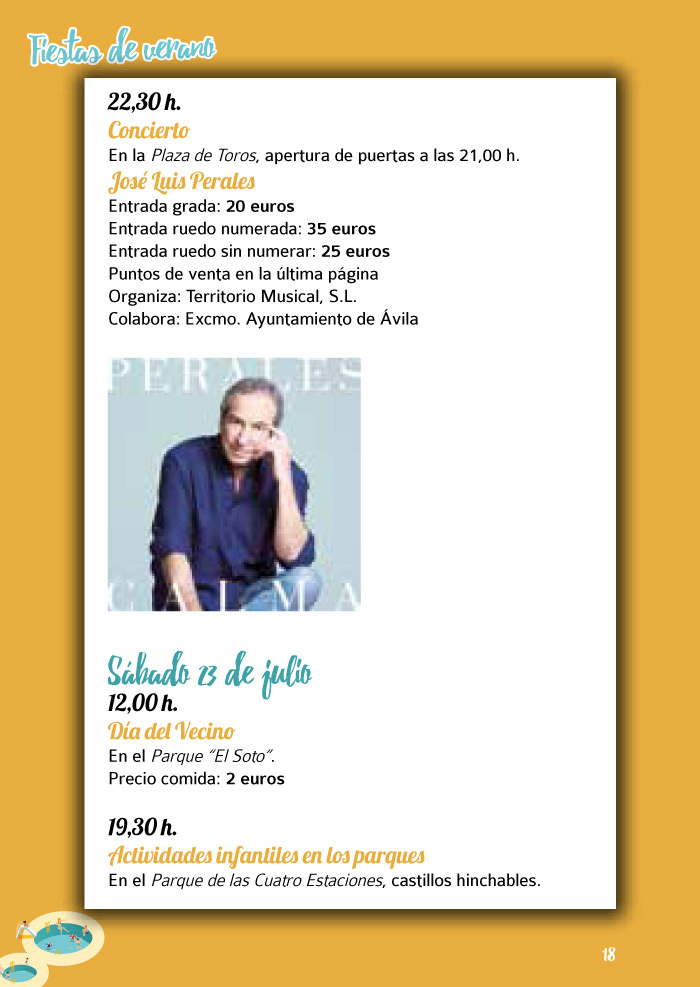 Fiestas de verano
22,30 h.
Concierto
En la Plaza de Toros, apertura de puertas a las 21,00 h.
José Luis Perales
Entrada grada: 20 euros
Entrada ruedo numerada: 35 euros
Entrada ruedo sin numerar: 25 euros
Puntos de venta en la última página
Organiza: Territorio Musical, S.L.
Colabora: Excmo. Ayuntamiento de Ávila
PERALES
CALMA
Sábado 23 de julio
12,00 h.
Día del Vecino
En el Parque “El Soto”.
Precio comida: 2 euros
19,30 h.
Actividades infantiles en los parques
En el Parque de las Cuatro Estaciones, castillos hinchables.
18